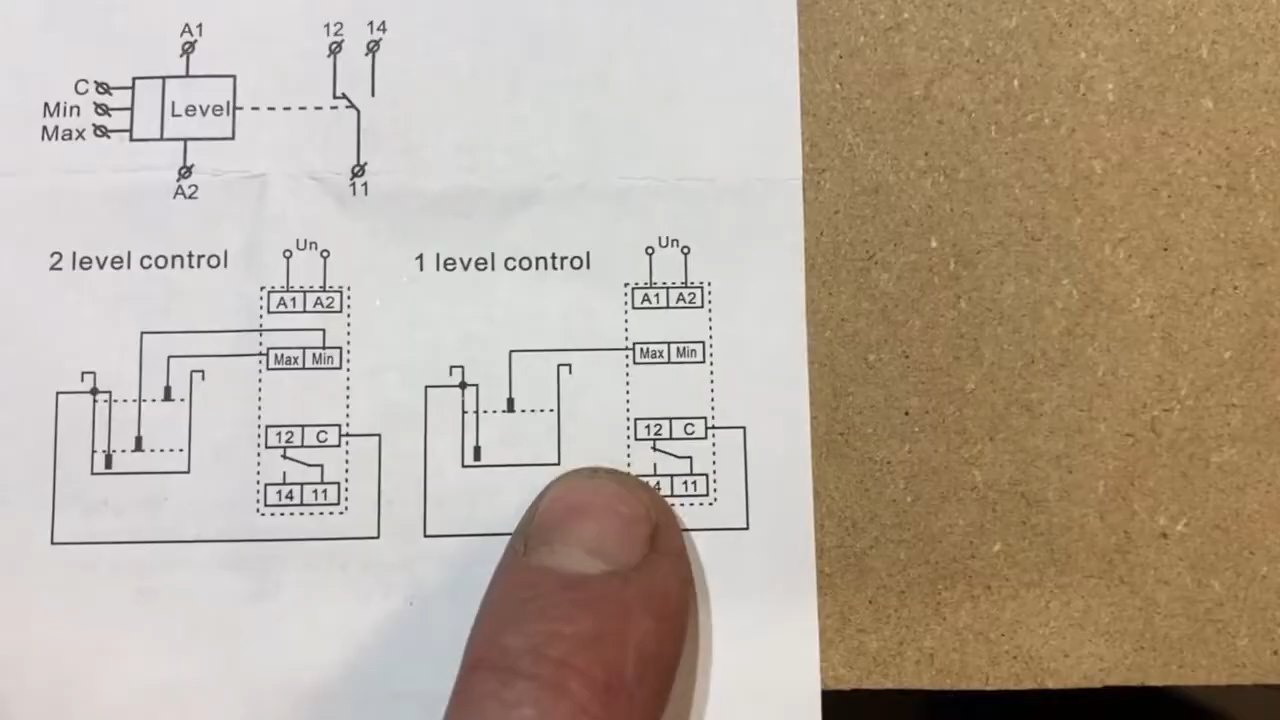 A1
12 14
C
Min
Max
Level
A2
11
2 level control
Un
A1 A2
Max Min
12 C
14 11
1 level control
Un
A1 A2
Max Min
12 C
11